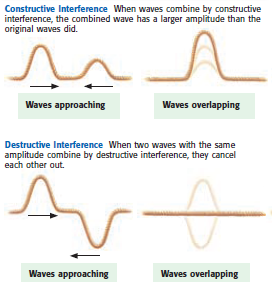 Constructive Interference When waves combine by constructive
interference, the combined wave has a larger amplitude than the
original waves did.
Waves approaching
Waves overlapping
Destructive Interference When two waves with the same
amplitude combine by destructive interference, they cancel
each other out.
Waves approaching
Waves overlapping